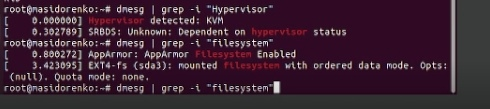 root@masidorenko:~# dmesg | grep -i "Hypervisor"
[    0.000000] Hypervisor detected: KVM
[    0.302789] SRBDS: Unknown: Dependent on hypervisor status
root@masidorenko:~# dmesg | grep -i "filesystem"
[    0.800272] AppArmor: AppArmor Filesystem Enabled
[    3.423095] EXT4-fs (sda3): mounted filesystem with ordered data mode. Opts:
(null). Quota mode: none.
root@masidorenko:~# dmesg | grep -i "filesystem"